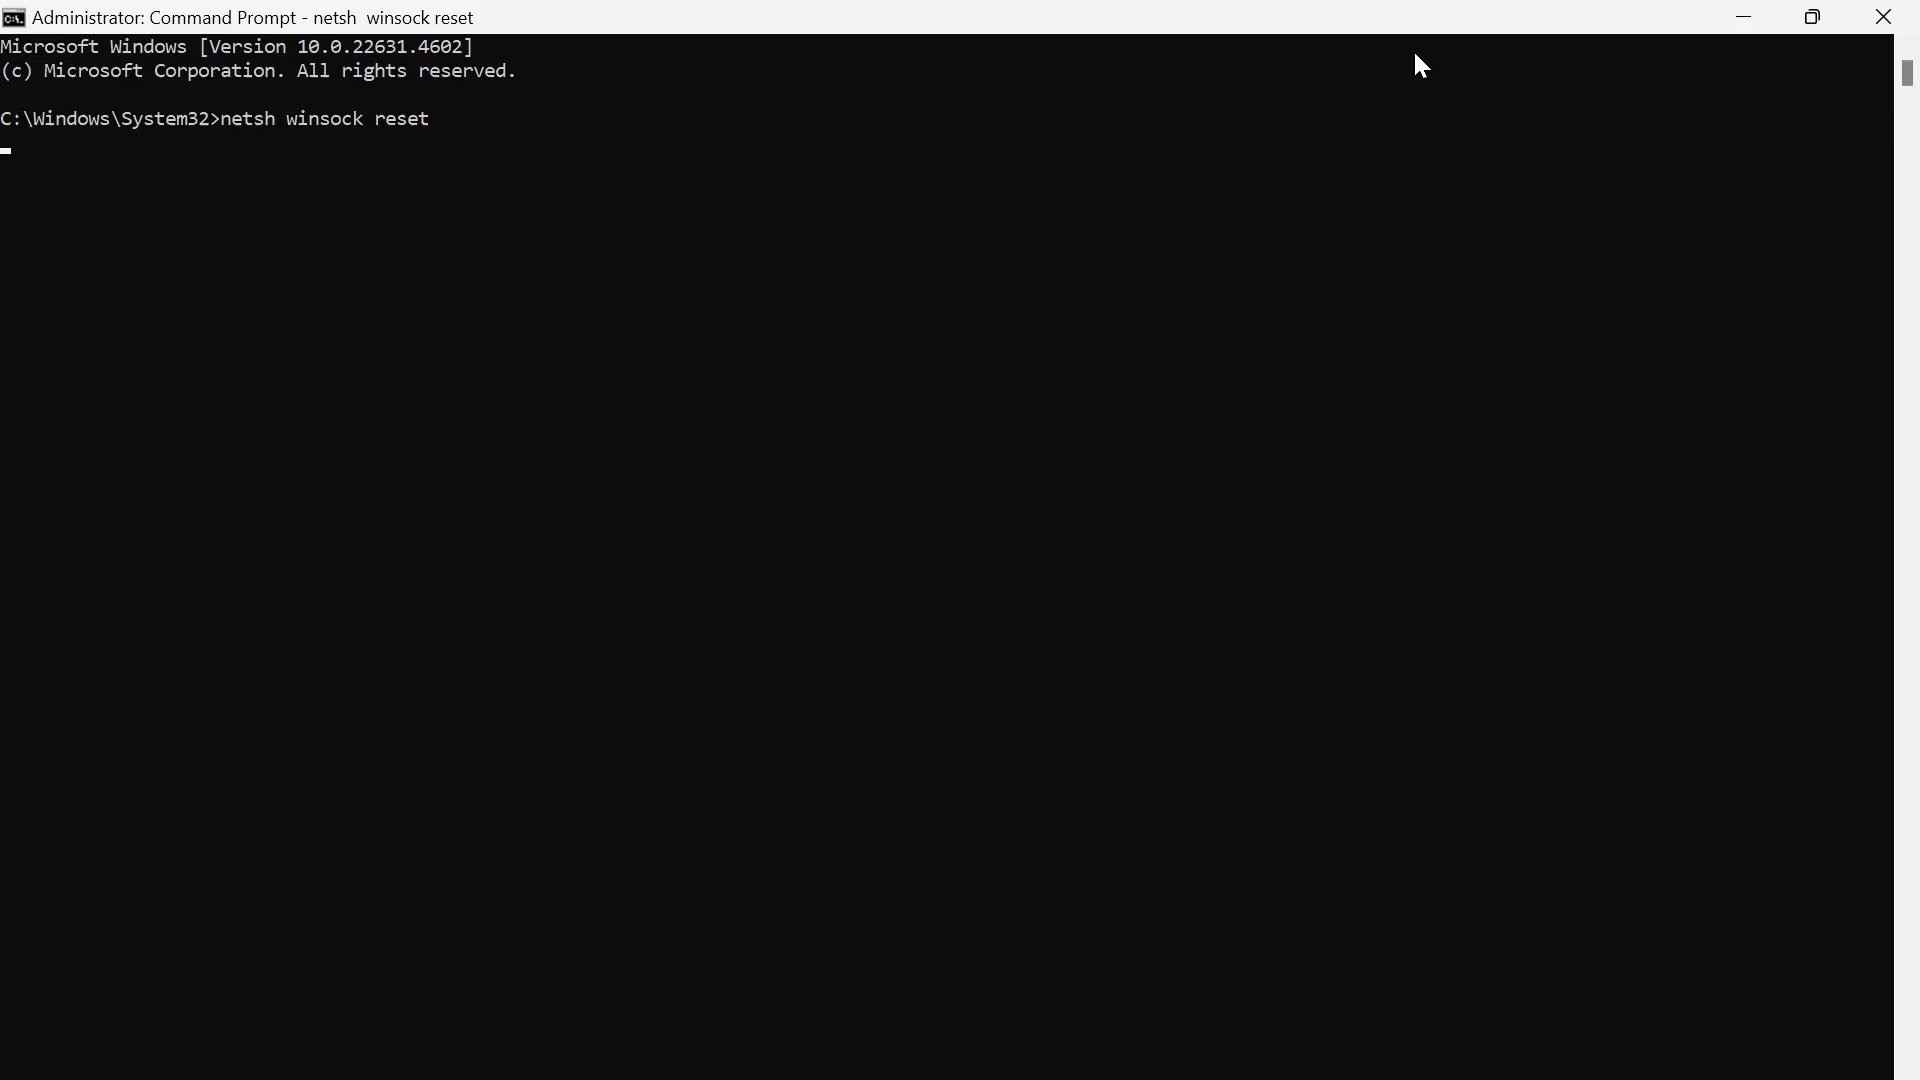 Administrator: Command Prompt - netsh  winsock reset
Microsoft Windows [Version 10.0.22631.4602]
(c) Microsoft Corporation. All rights reserved.
C:\Windows\System32>netsh winsock reset